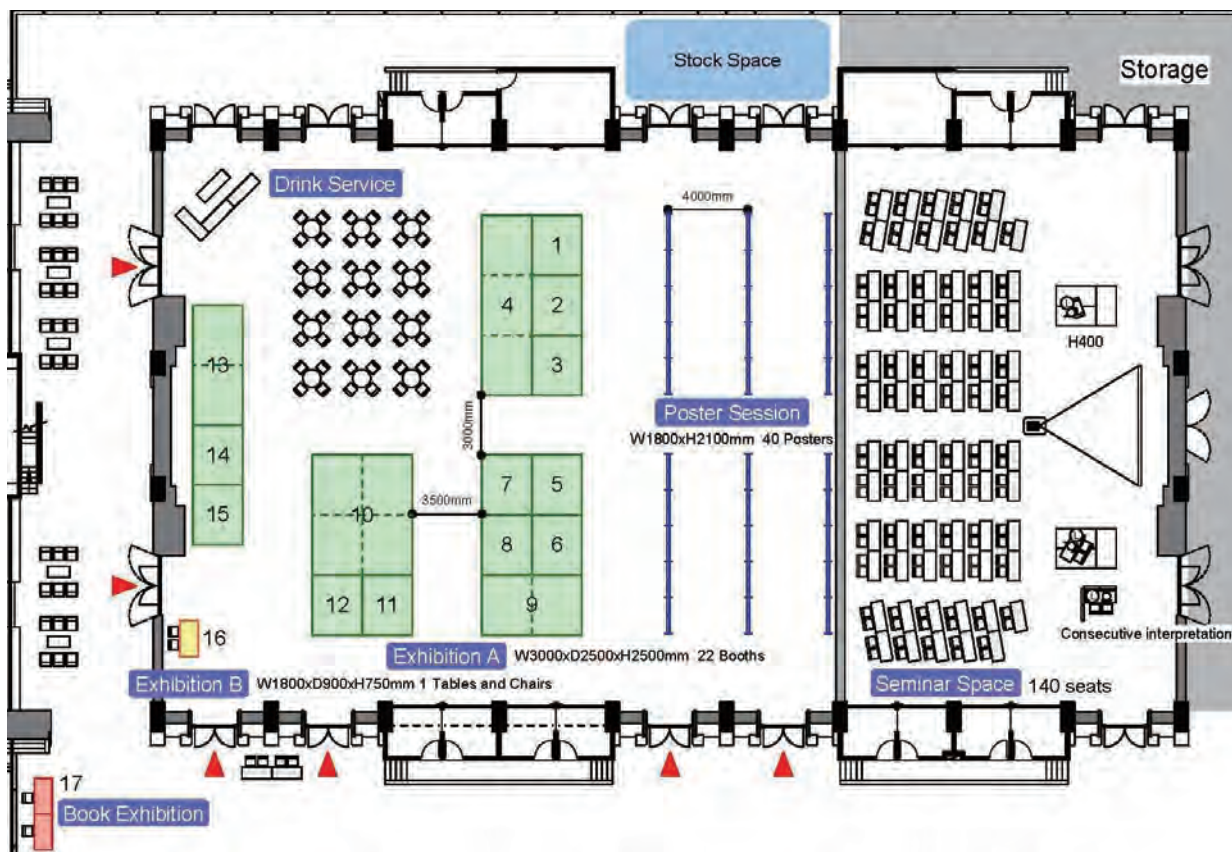 Stock Space
Storage
Drink Service
4000mm
1
4
2
3
13
H400
3000mm
Poster Session
W1800xH2100mm 40 Posters
14
7
5
3500mm
15
10
8
6
12
11
9
16
Consecutive interpretation
Exhibition A
W3000xD2500xH2500mm 22 Booths
Exhibition B
W1800xD900xH750mm 1 Tables and Chairs
Seminar Space
140 seats
17
Book Exhibition